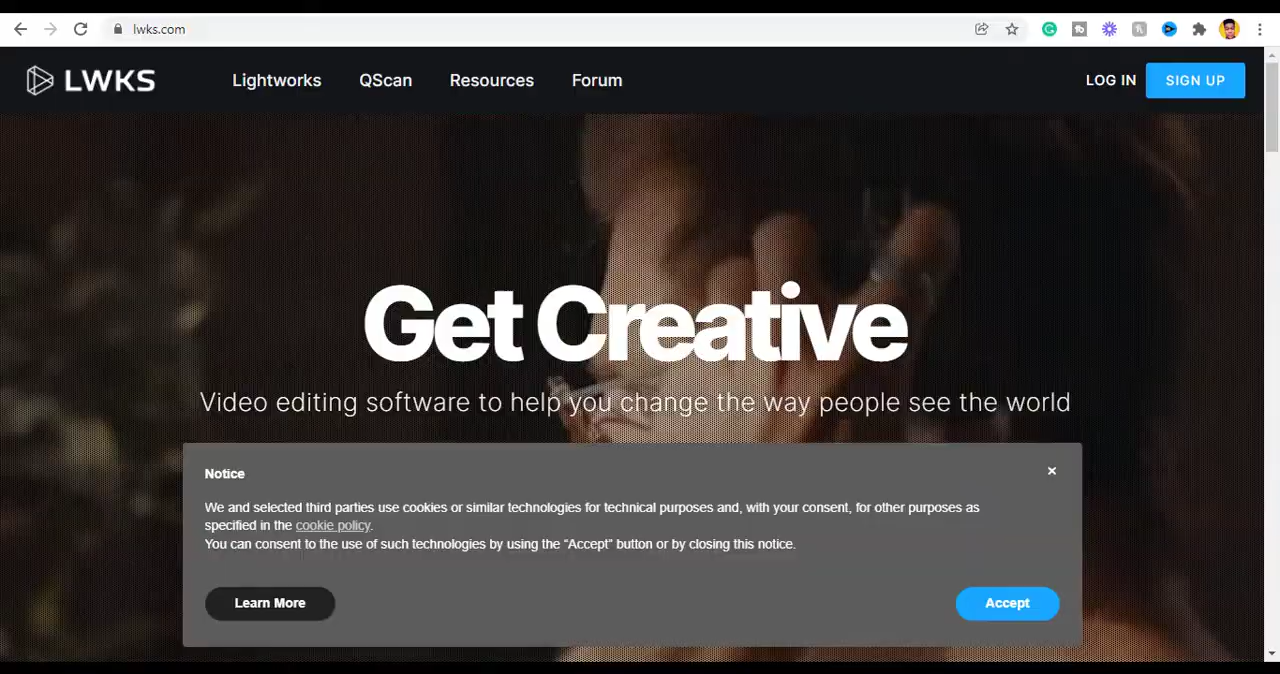 lwks.com
LWKS
Lightworks
QScan
Resources
Forum
LOG IN
SIGN UP
Get Creative
Video editing software to help you change the way people see the world
Notice
×
We and selected third parties use cookies or similar technologies for technical purposes and, with your consent, for other purposes as
specified in the cookie policy.
You can consent to the use of such technologies by using the “Accept” button or by closing this notice.
Learn More
Accept